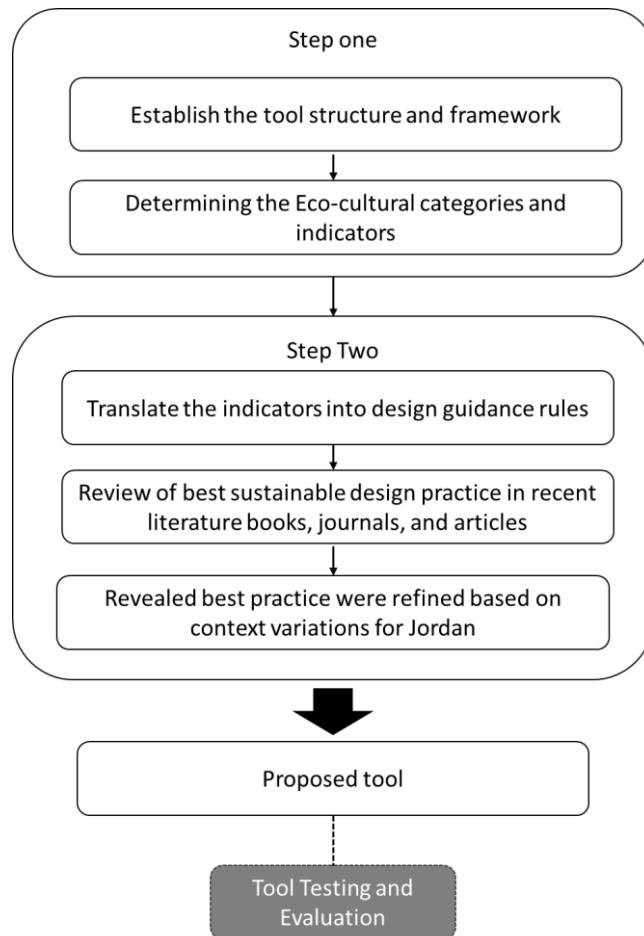 Step one
Establish the tool structure and framework
Determining the Eco-cultural categories and
indicators
Step Two
Translate the indicators into design guidance rules
Review of best sustainable design practice in recent
literature books, journals, and articles
Revealed best practice were refined based on
context variations for Jordan
Proposed tool
Tool Testing and
Evaluation